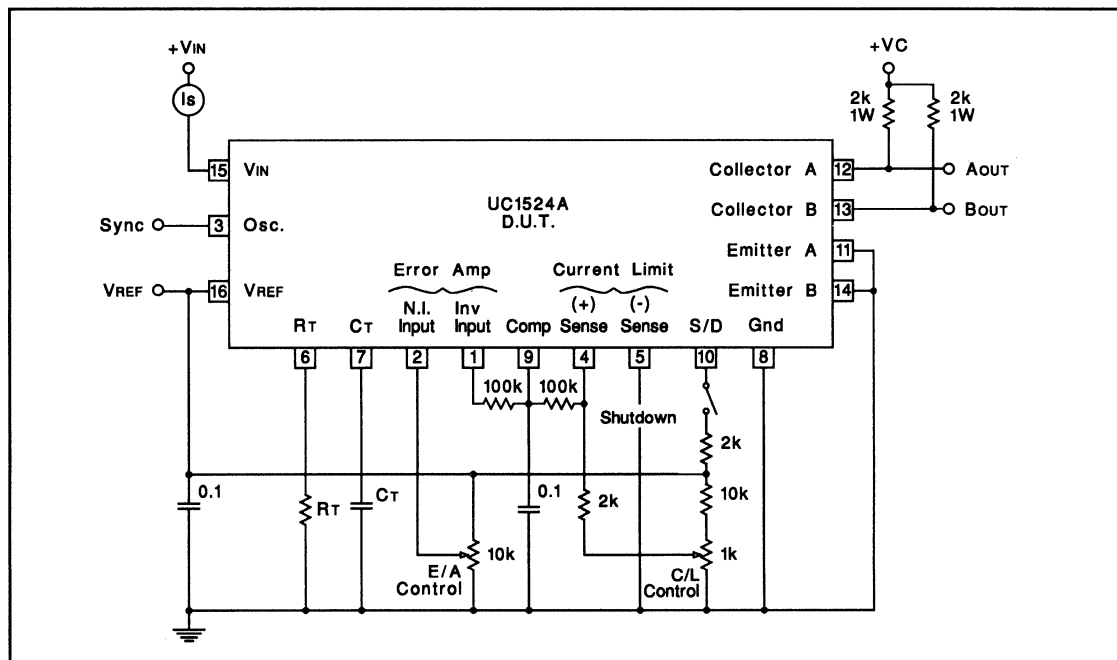 +VIN
Is
+VC
2k
1W
2k
1W
15 VIN
Collector A 12
AOUT
UC1524A
D.U.T.
Sync
3 Osc.
Collector B 13
BOUT
Emitter A 11
VREF
16 VREF
Error Amp
Current Limit
Emitter B 14
N.I.
Input
Inv
Input
(+)
Sense
(-)
Sense
RT
CT
Comp
S/D
Gnd
6
7
2
1
9
4
5
10
8
100k
100k
Shutdown
2k
0.1
RT
CT
10k
0.1
2k
10k
1k
E/A
Control
C/L
Control